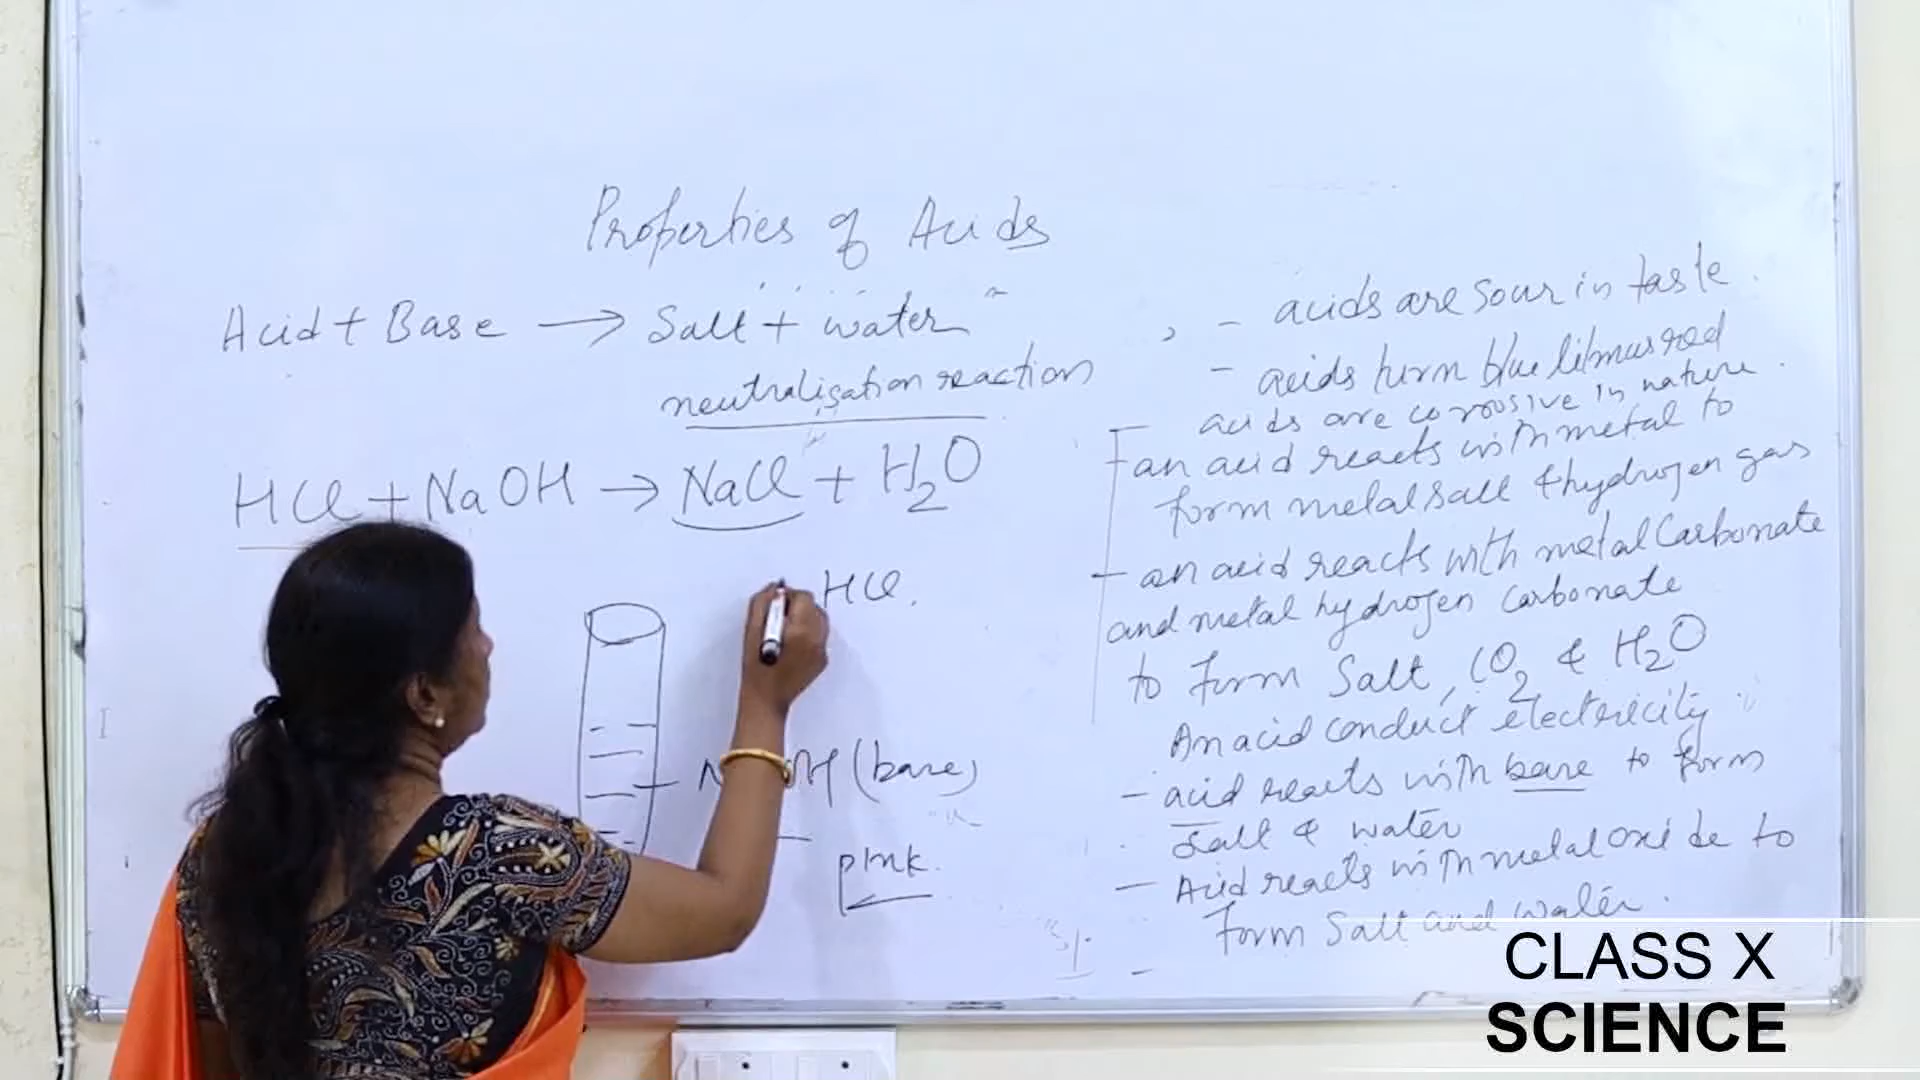 Properties of Acids
Acid + Base → Salt + water
neutralisation reaction
HCl + NaOH → NaCl + H₂O
HCl.
(base)
pink.
- acids are sour in taste.
- acids turn blue litmus red
acids are corrosive in nature.
an acid reacts with metal to
form metal salt & hydrogen gas
- an acid reacts with metal Carbonate
and metal hydrogen carbonate
to form Salt, CO₂ & H₂O
An acid conduct electricity
- acid reacts with base to form
Salt & water
- Acid reacts with metal oxide to
form Salt and water.
CLASS X
SCIENCE